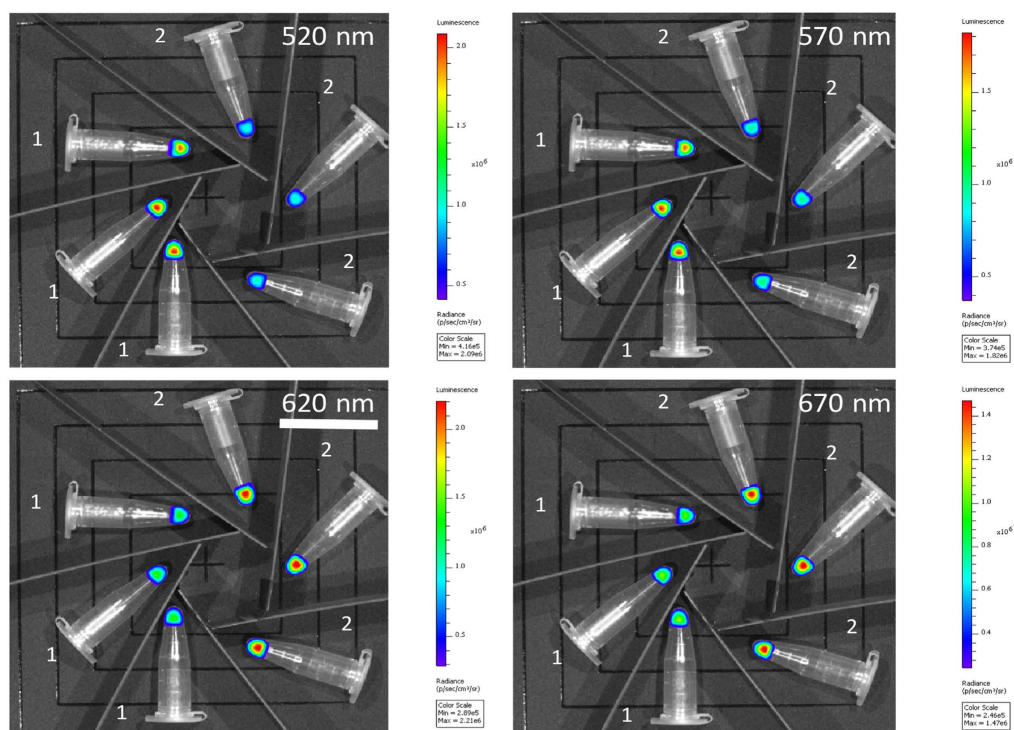 2
520 nm
2
1
2
1
1
Luminescence
2.0
1.5
x10⁶
1.0
0.5
Radiance
(p/sec/cm²/sr)
Color Scale
Min = 4.16e5
Max = 2.09e6
2
570 nm
2
1
2
1
1
Luminescence
1.5
x10⁶
1.0
0.5
Radiance
(p/sec/cm²/sr)
Color Scale
Min = 3.74e5
Max = 1.82e6
2
620 nm
2
1
2
1
1
Luminescence
2.0
1.5
x10⁶
1.0
0.5
Radiance
(p/sec/cm²/sr)
Color Scale
Min = 2.89e5
Max = 2.21e6
2
670 nm
2
1
2
1
1
Luminescence
1.4
1.2
x10⁶
1.0
0.8
0.6
0.4
Radiance
(p/sec/cm²/sr)
Color Scale
Min = 2.46e5
Max = 1.47e6